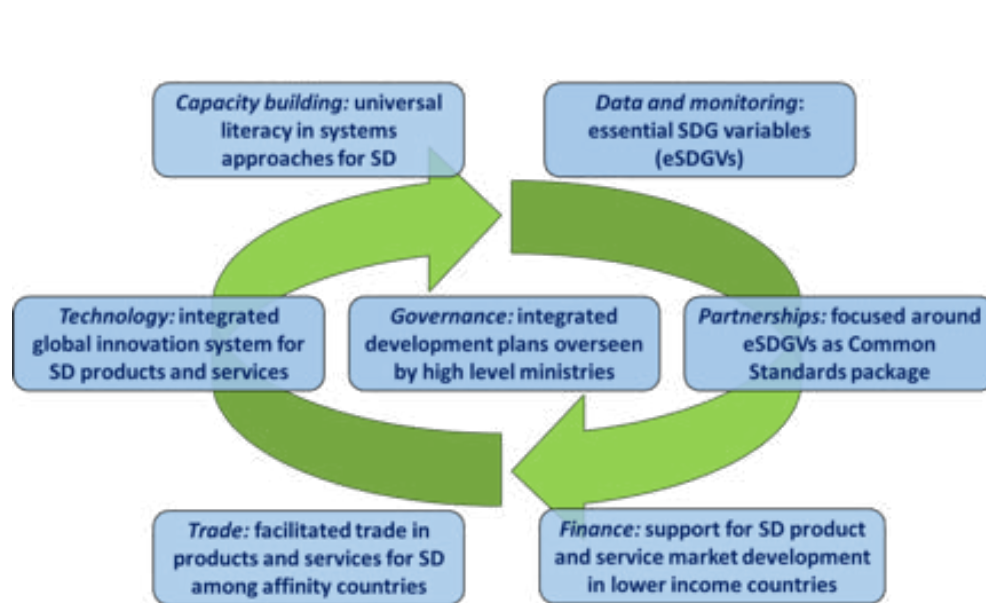 Capacity building: universal
literacy in systems
approaches for SD
Data and monitoring:
essential SDG variables
(eSDGVs)
Technology: integrated
global innovation system for
SD products and services
Governance: integrated
development plans overseen
by high level ministries
Partnerships: focused around
eSDGVs as Common
Standards package
Trade: facilitated trade in
products and services for SD
among affinity countries
Finance: support for SD product
and service market development
in lower income countries